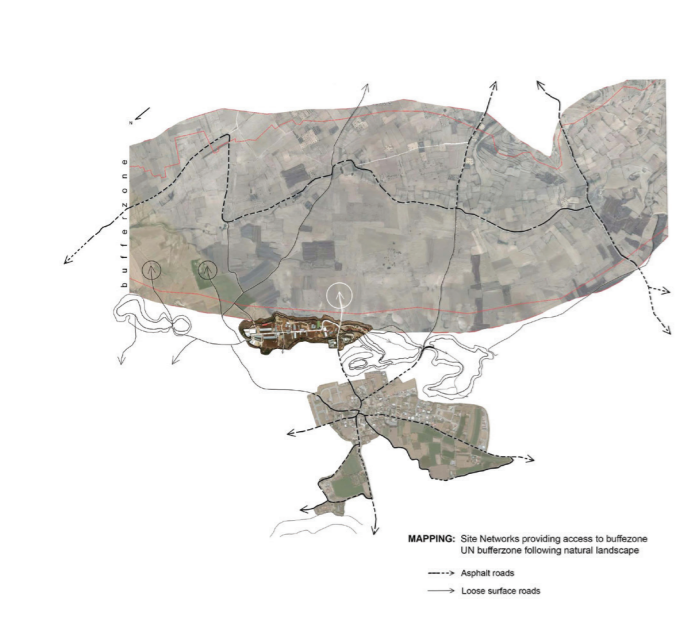 bufferzone
MAPPING: Site Networks providing access to buffezone
UN bufferzone following natural landscape
Asphalt roads
Loose surface roads